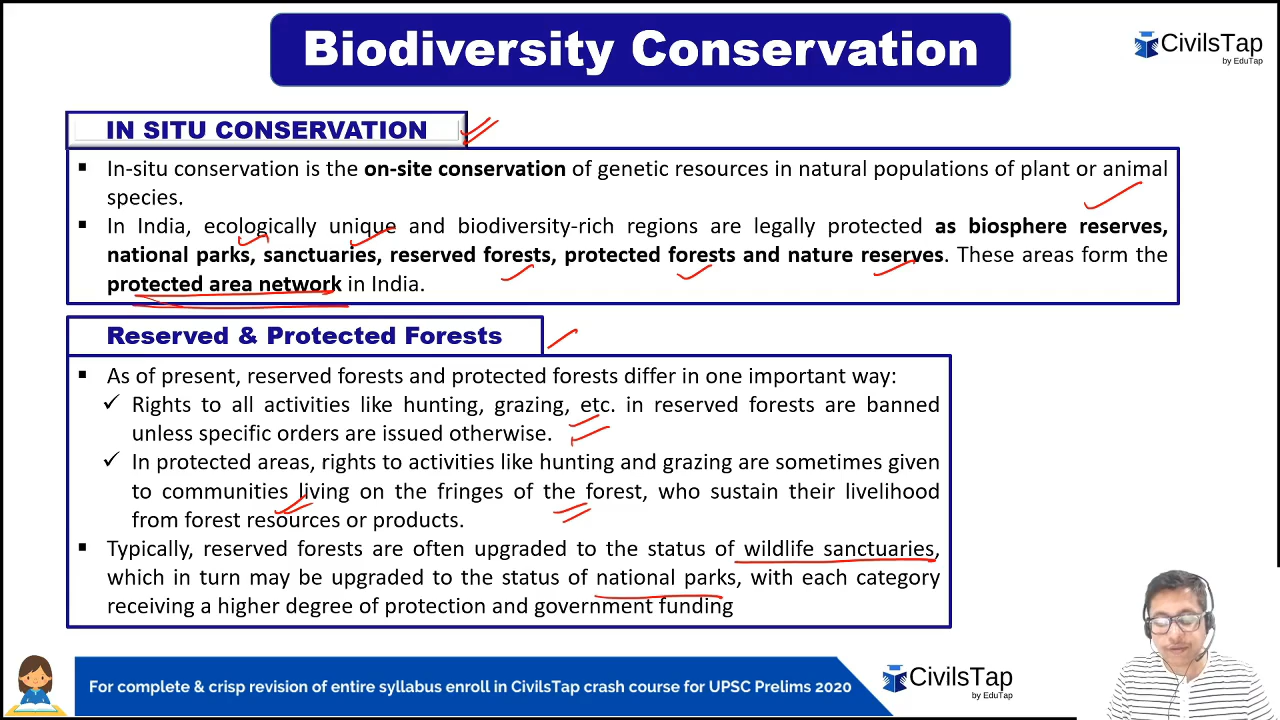 Biodiversity Conservation
CivilsTap
by EduTap
IN SITU CONSERVATION
▪ In-situ conservation is the on-site conservation of genetic resources in natural populations of plant or animal
species.
▪ In India, ecologically unique and biodiversity-rich regions are legally protected as biosphere reserves,
national parks, sanctuaries, reserved forests, protected forests and nature reserves. These areas form the
protected area network in India.
Reserved & Protected Forests
▪ As of present, reserved forests and protected forests differ in one important way:
✓ Rights to all activities like hunting, grazing, etc. in reserved forests are banned
unless specific orders are issued otherwise.
✓ In protected areas, rights to activities like hunting and grazing are sometimes given
to communities living on the fringes of the forest, who sustain their livelihood
from forest resources or products.
▪ Typically, reserved forests are often upgraded to the status of wildlife sanctuaries,
which in turn may be upgraded to the status of national parks, with each category
receiving a higher degree of protection and government funding
For complete & crisp revision of entire syllabus enroll in CivilsTap crash course for UPSC Prelims 2020
CivilsTap
by EduTap